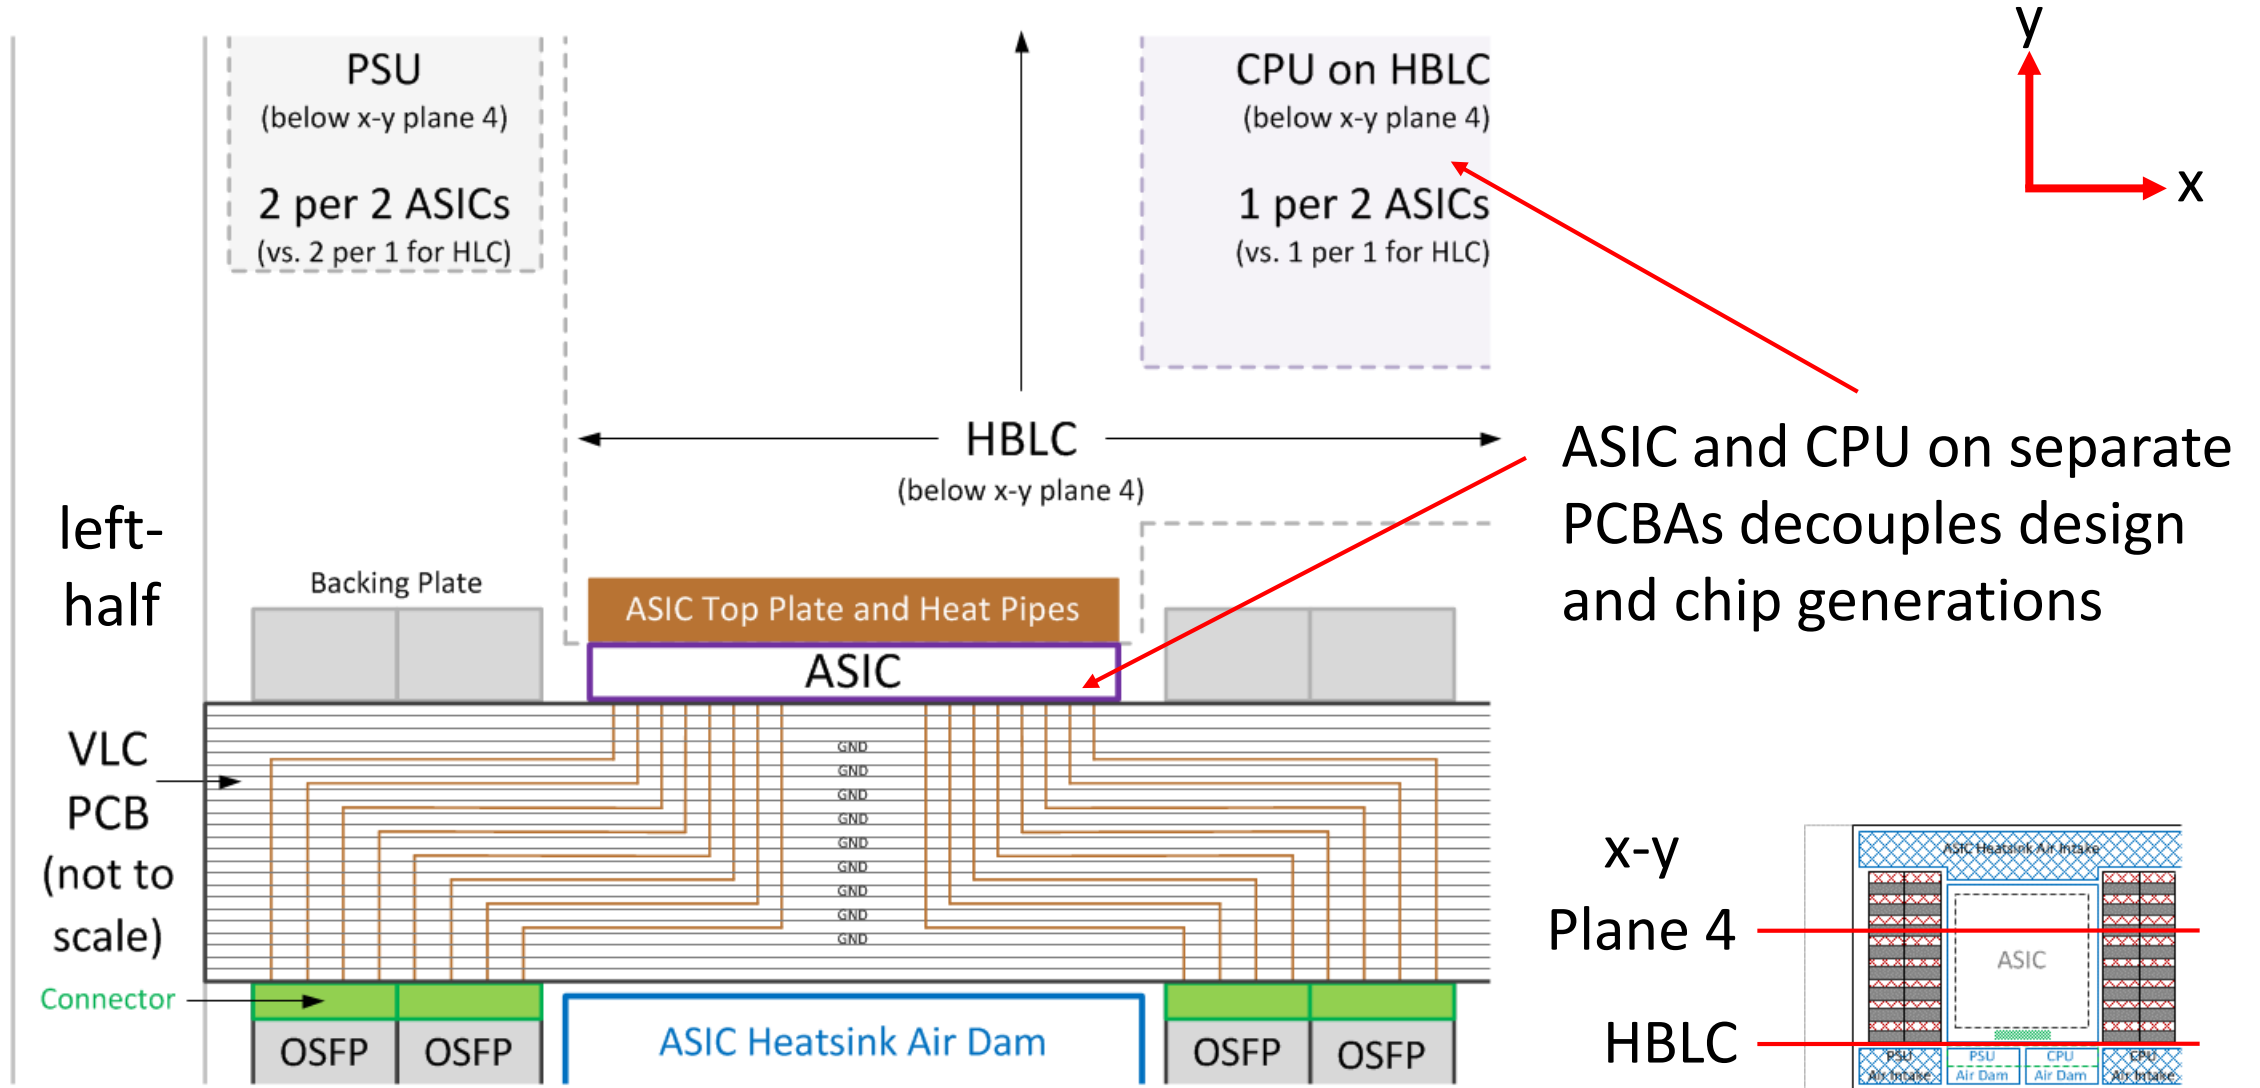 y
x
PSU
(below x-y plane 4)
2 per 2 ASICs
(vs. 2 per 1 for HLC)
CPU on HBLC
(below x-y plane 4)
1 per 2 ASICs
(vs. 1 per 1 for HLC)
HBLC
(below x-y plane 4)
ASIC and CPU on separate
PCBAs decouples design
and chip generations
left-
half
Backing Plate
ASIC Top Plate and Heat Pipes
ASIC
VLC
PCB
(not to
scale)
GND
GND
GND
GND
GND
GND
GND
GND
GND
Connector
OSFP
OSFP
ASIC Heatsink Air Dam
OSFP
OSFP
x-y
Plane 4
HBLC
ASIC Heatsink Air Intake
ASIC
PSU
Air Intake
PSU
Air Dam
CPU
Air Dam
CPU
Air Intake